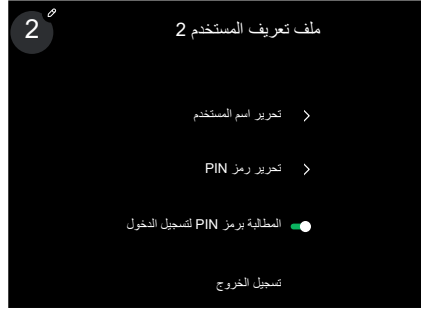 ملف تعريف المستخدم 2
2
تحرير اسم المستخدم
تحرير رمز PIN
المطالبة برمز PIN لتسجيل الدخول
تسجيل الخروج